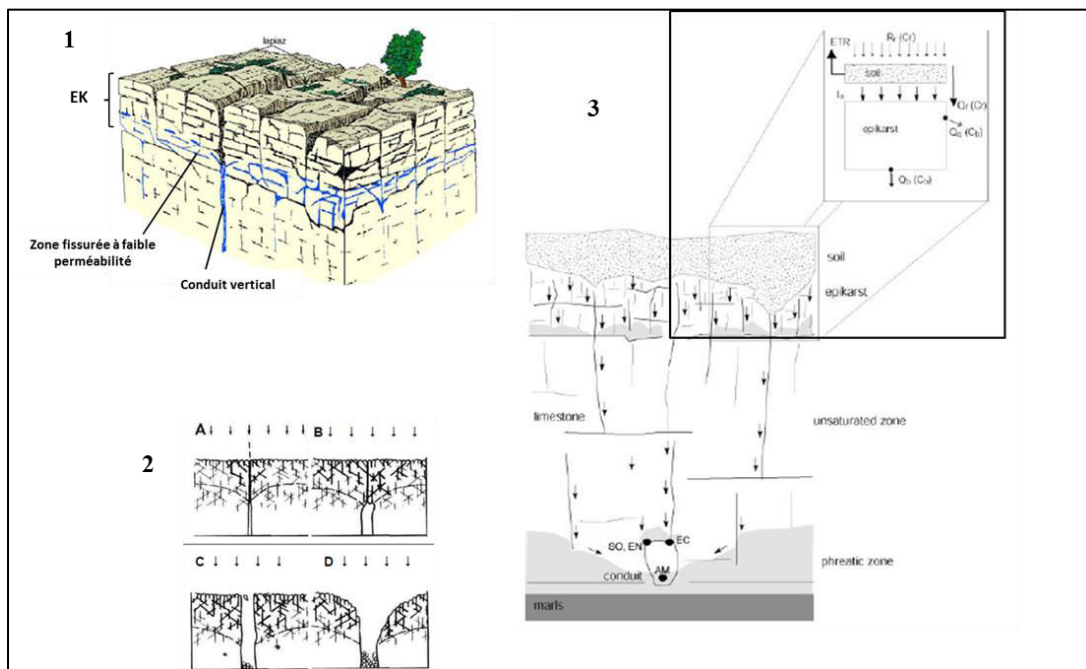 1
lapiaz
EK
Zone fissurée à faible
perméabilité
Conduit vertical
2
A
B
C
D
3
ETR
soil
epikarst
soil
epikarst
limestone
unsaturated zone
SO, EN
EC
AM
conduit
phreatic zone
marls